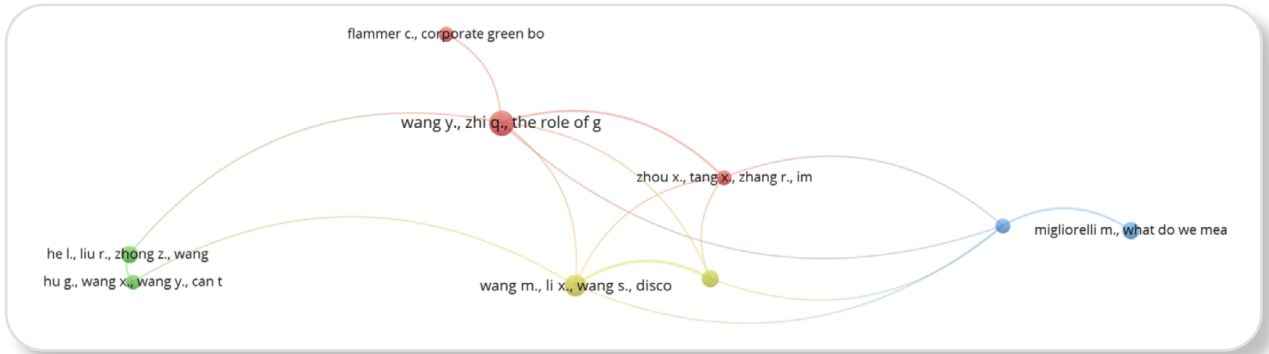 flammer c., corporate green bo
wang y., zhi q., the role of g
zhou x., tang x., zhang r., im
migliorelli m., what do we mea
he l., liu r., zhong z., wang
hu g., wang x., wang y., can t
wang m., li x., wang s., disco